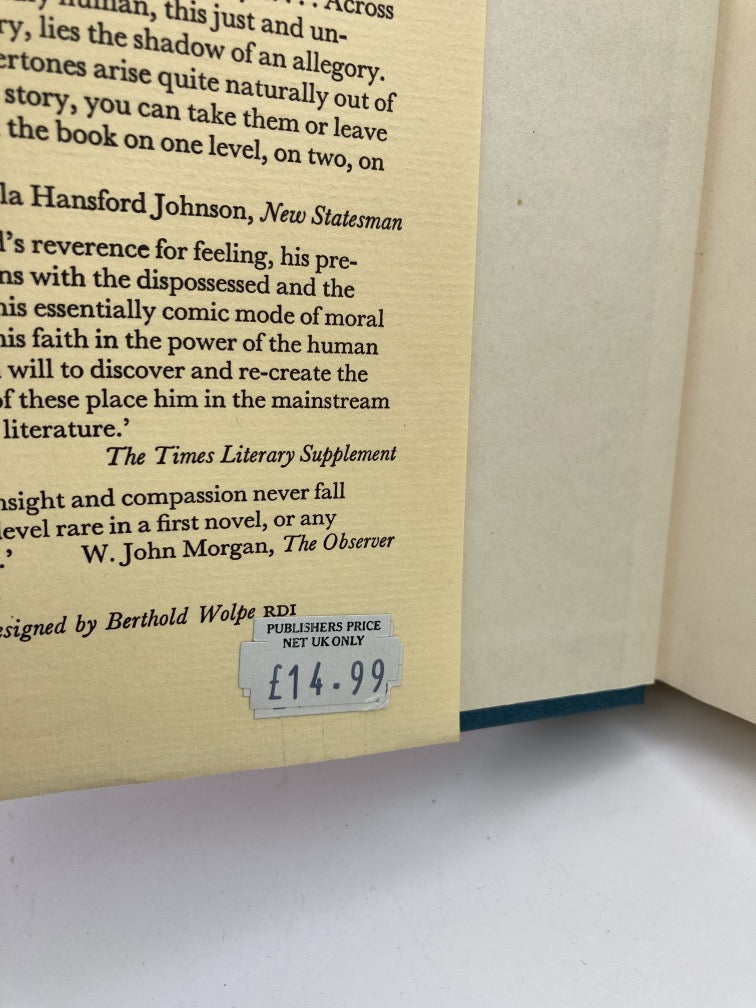 human, this just and un-
ry, lies the shadow of an allegory.
ertones arise quite naturally out of
story, you can take them or leave
the book on one level, on two, on
la Hansford Johnson, New Statesman
l's reverence for feeling, his pre-
ns with the dispossessed and the
his essentially comic mode of moral
his faith in the power of the human
will to discover and re-create the
of these place him in the mainstream
literature.'
The Times Literary Supplement
nsight and compassion never fall
level rare in a first novel, or any
.' W. John Morgan, The Observer
esigned by Berthold Wolpe RDI
PUBLISHERS PRICE
NET UK ONLY
£14.99